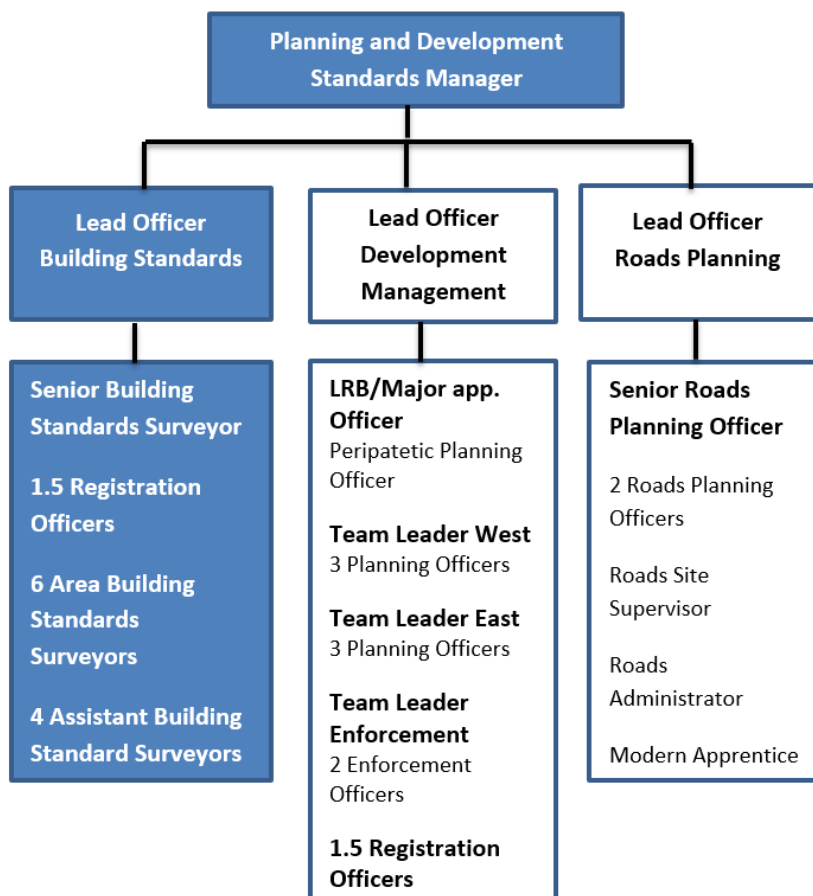 Planning and Development
Standards Manager
Lead Officer
Building Standards
Lead Officer
Development
Management
Lead Officer
Roads Planning
Senior Building
Standards Surveyor
1.5 Registration
Officers
6 Area Building
Standards
Surveyors
4 Assistant Building
Standard Surveyors
LRB/Major app.
Officer
Peripatetic Planning
Officer
Team Leader West
3 Planning Officers
Team Leader East
3 Planning Officers
Team Leader
Enforcement
2 Enforcement
Officers
1.5 Registration
Officers
Senior Roads
Planning Officer
2 Roads Planning
Officers
Roads Site
Supervisor
Roads
Administrator
Modern Apprentice